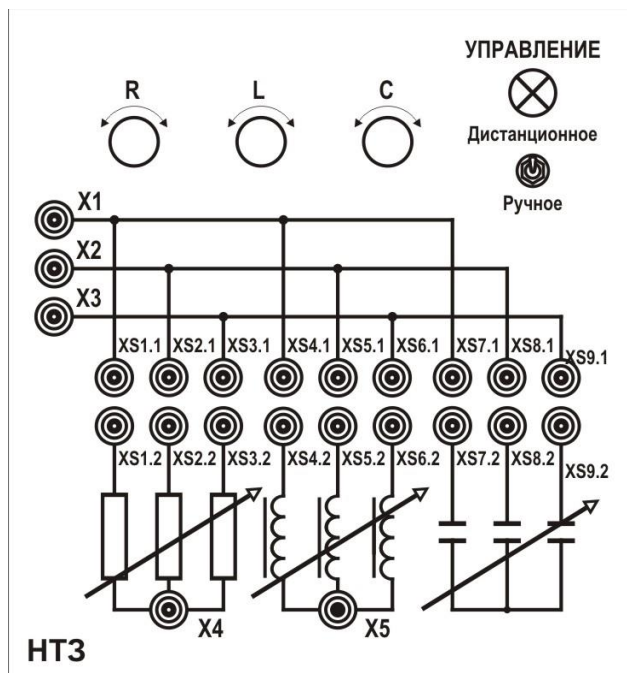 УПРАВЛЕНИЕ
R L C
Дистанционное
Ручное
X1
X2
X3
XS1.1 XS2.1 XS3.1 XS4.1 XS5.1 XS6.1 XS7.1 XS8.1 XS9.1
XS1.2 XS2.2 XS3.2 XS4.2 XS5.2 XS6.2 XS7.2 XS8.2 XS9.2
X4 X5
НТЗ